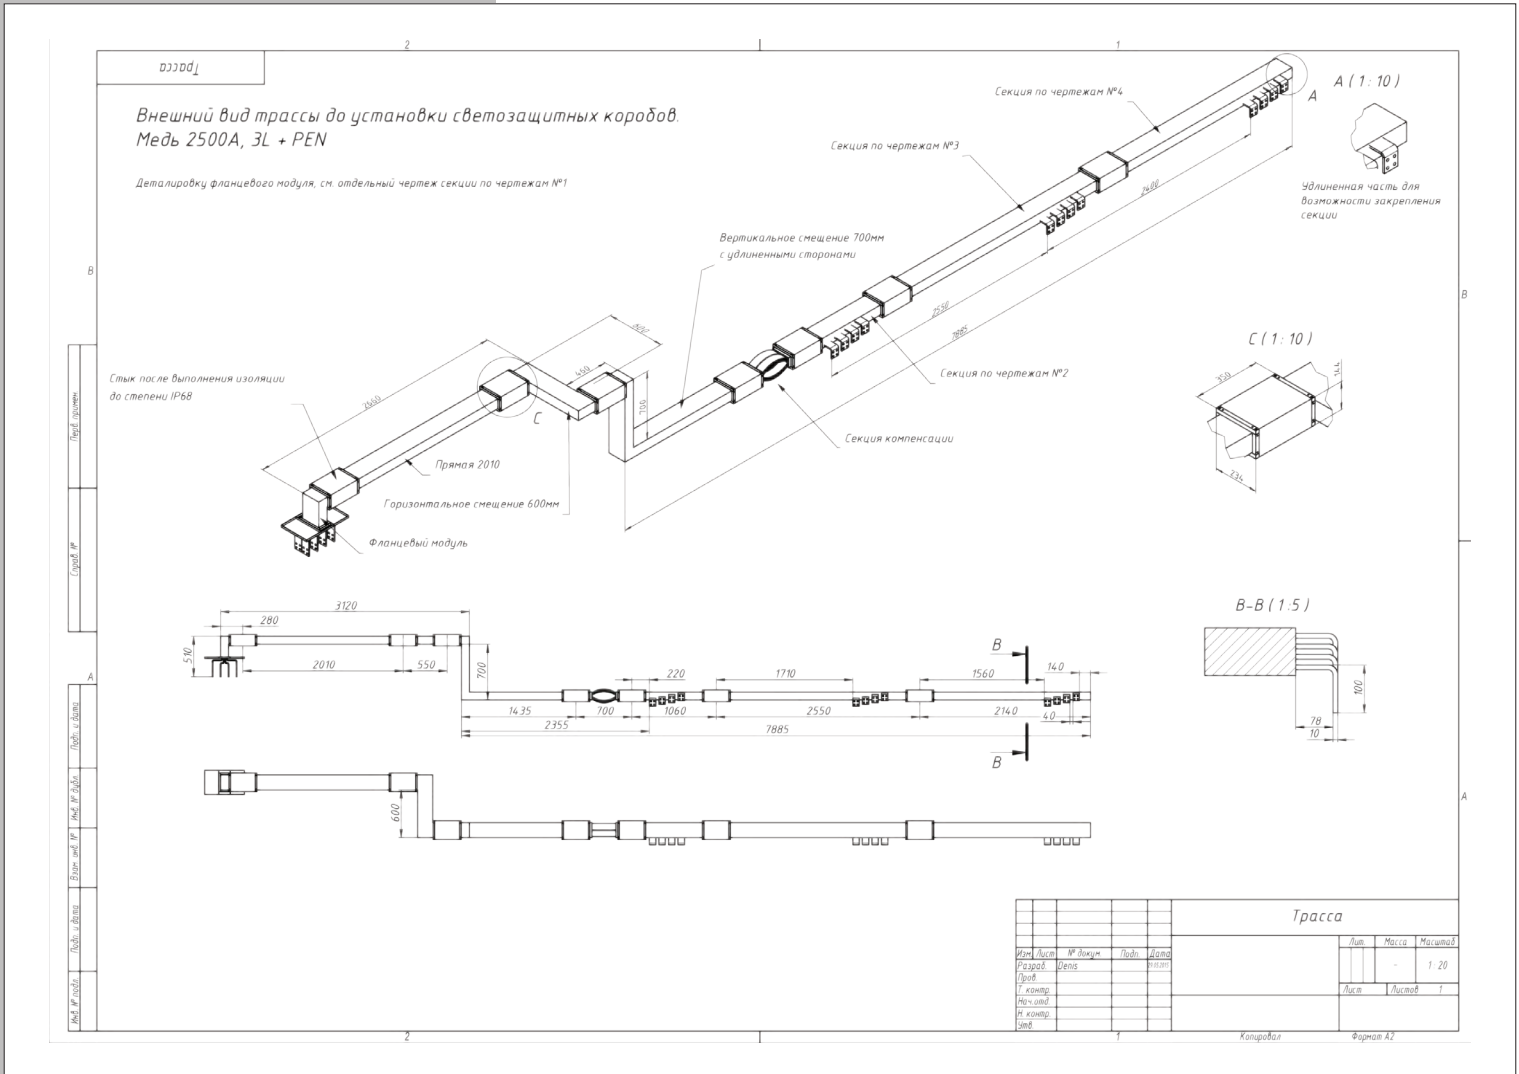 2
1
Трасса
Внешний вид трассы до установки светозащитных коробов.
Медь 2500А, 3L + PEN
Деталировку фланцевого модуля, см. отдельный чертеж секции по чертежам №1
Секция по чертежам №4
А
А ( 1 : 10 )
Секция по чертежам №3
Удлиненная часть для
возможности закрепления
секции
2400
Вертикальное смещение 700мм
с удлиненными сторонами
В
В
2550
7885
600
460
700
2660
С ( 1 : 10 )
350
144
234
Стык после выполнения изоляции
до степени IP68
С
Секция по чертежам №2
Секция компенсации
Прямая 2010
Горизонтальное смещение 600мм
Фланцевый модуль
Перв. примен.
Справ. №
3120
280
510
2010
550
700
220
1710
1560
140
В
1435
700
1060
2550
2140
40
2355
7885
В
В-В ( 1 : 5 )
100
78
10
600
А
А
Подп. и дата
Инв. № дубл.
Взам. инв. №
Подп. и дата
Инв. № подл.
Трасса
Лит. Масса Масштаб
- 1 : 20
Изм. Лист № докум. Подп. Дата
Разраб. Denis
Пров.
Т. контр.
Лист Листов 1
Нач.отд.
Н. контр.
Утв.
2
1
Копировал Формат А2